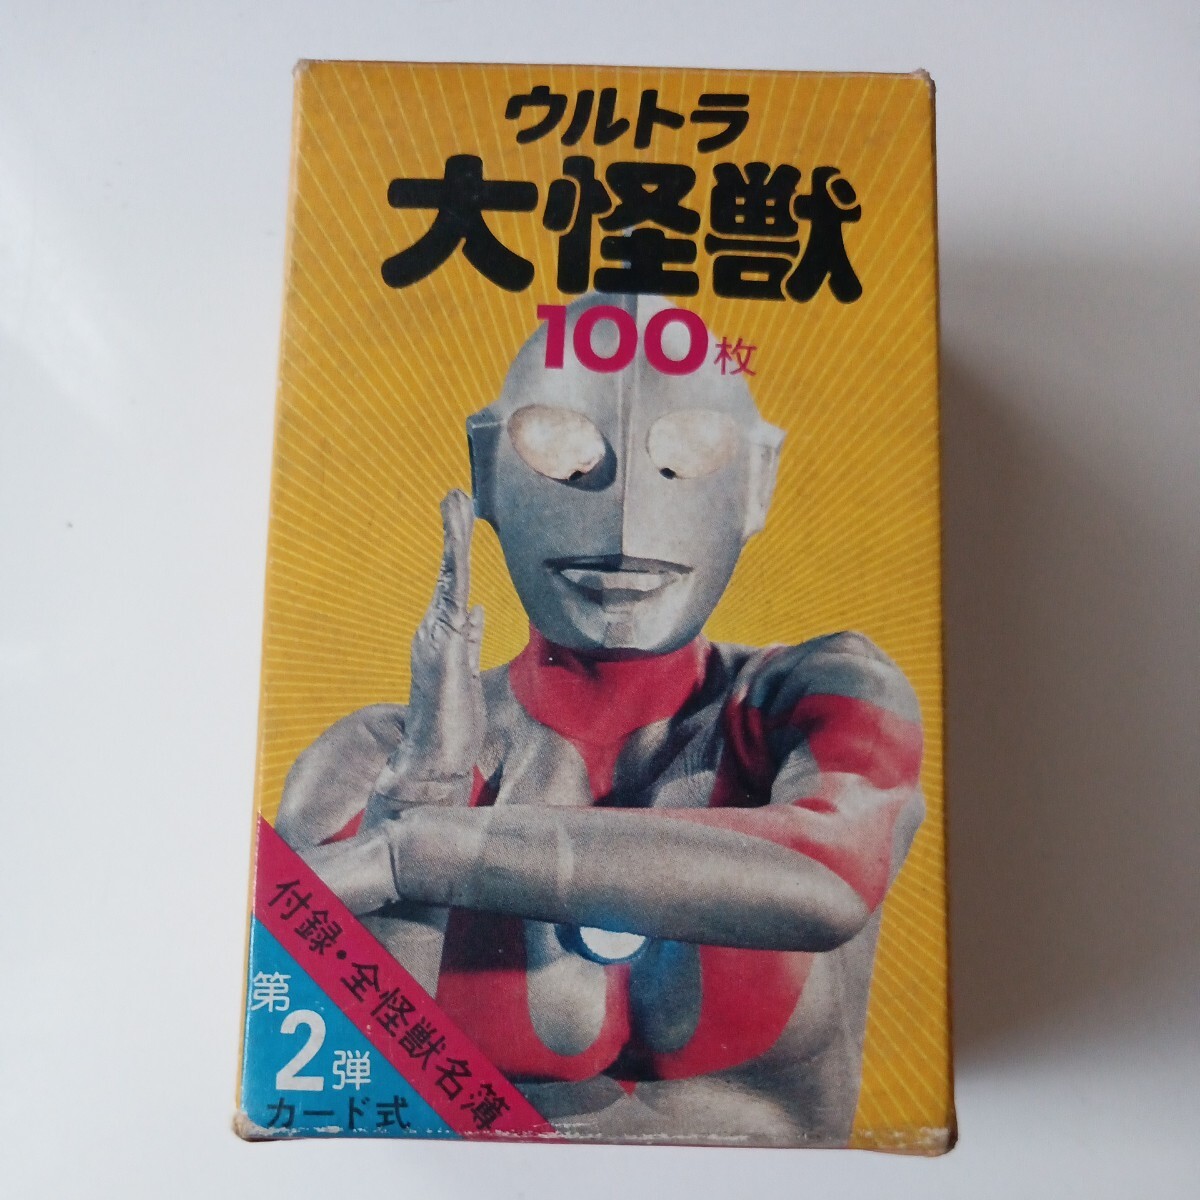 ウルトラ
大怪獣
100枚
付録・全怪獣名簿
第2弾
カード式